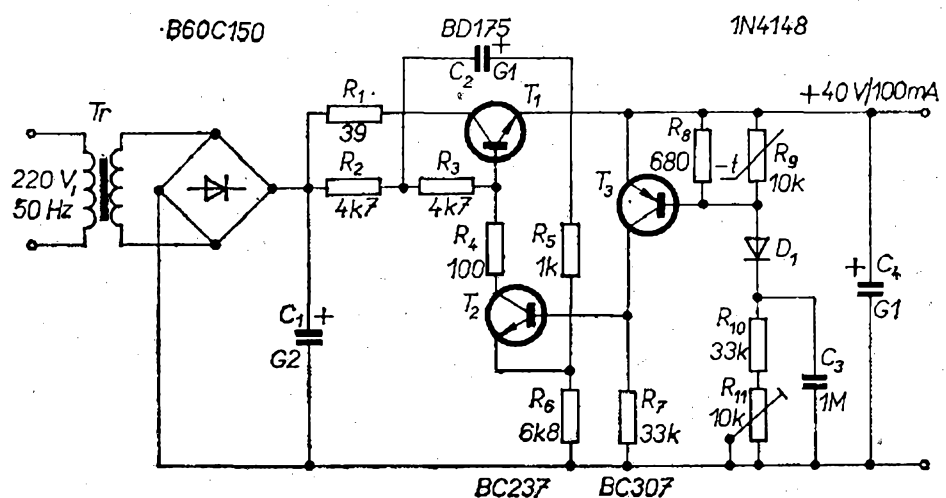 B60C150
BD175
1N4148
C2
+
G1
R1
39
T1
+40V/100mA
Tr
220 V,
50 Hz
R2
4k7
R3
4k7
R8
680
-t
R9
10k
T3
R4
100
R5
1k
D1
T2
C1
+
G2
+
C4
G1
R10
33k
C3
1M
R6
6k8
R7
33k
R11
10k
BC237
BC307